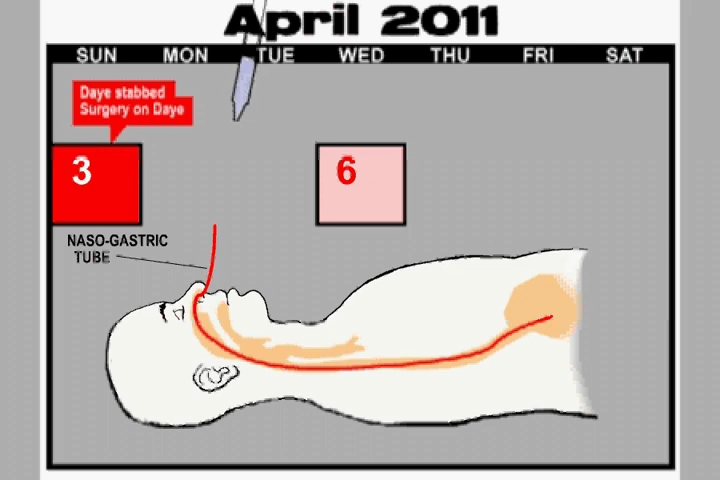 April 2011
SUN MON TUE WED THU FRI SAT
Daye stabbed
Surgery on Daye
3
6
NASO-GASTRIC
TUBE